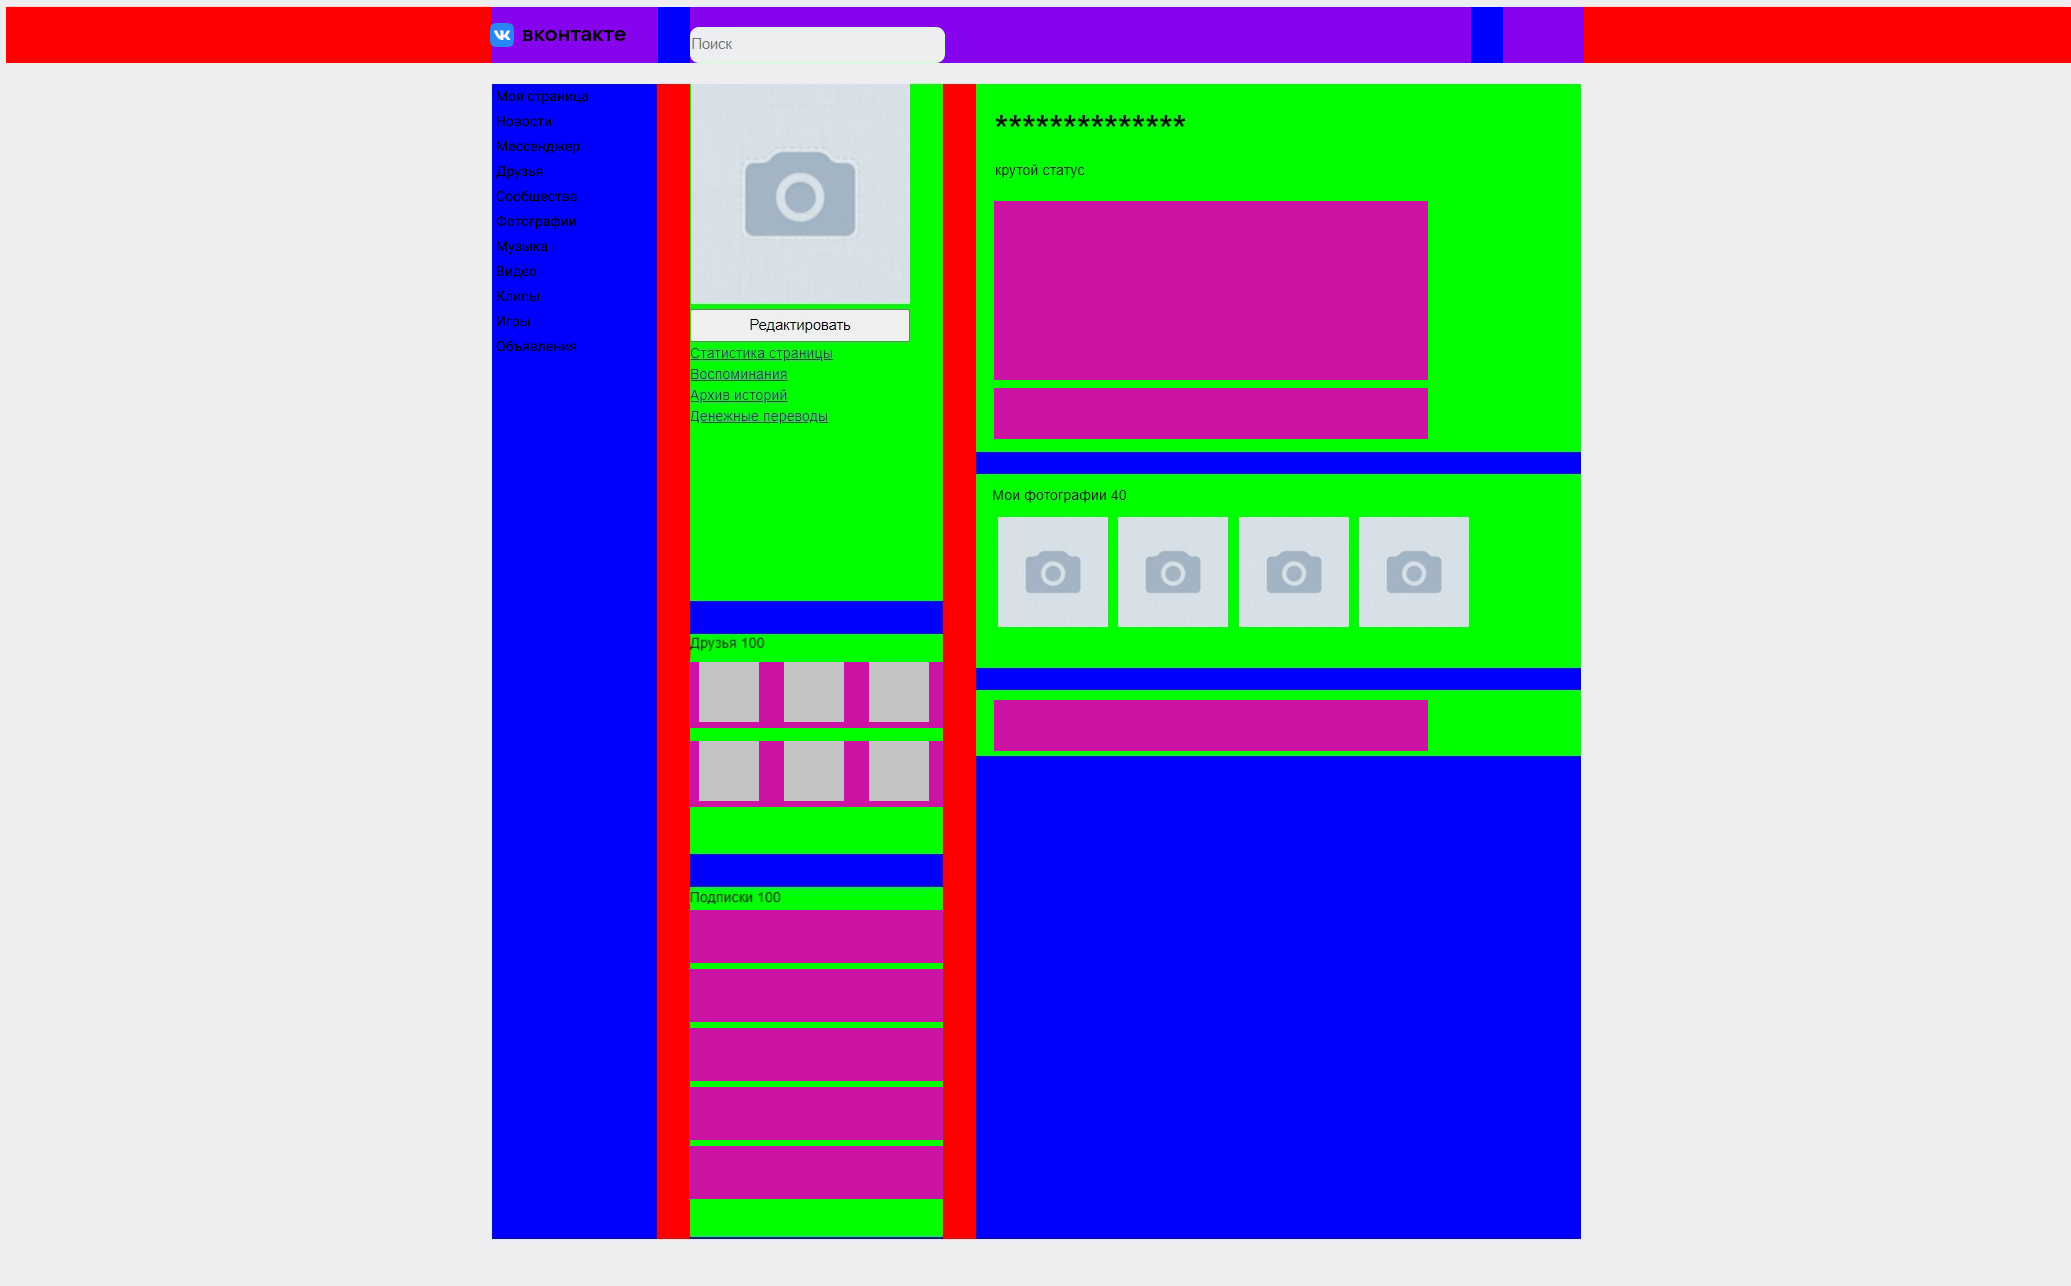 вконтакте
Поиск
Моя страница
Новости
Мессенджер
Друзья
Сообщества
Фотографии
Музыка
Видео
Клипы
Игры
Объявления
Редактировать
Статистика страницы
Воспоминания
Архив историй
Денежные переводы
Друзья 100
Подписки 100
**************
крутой статус
Мои фотографии 40